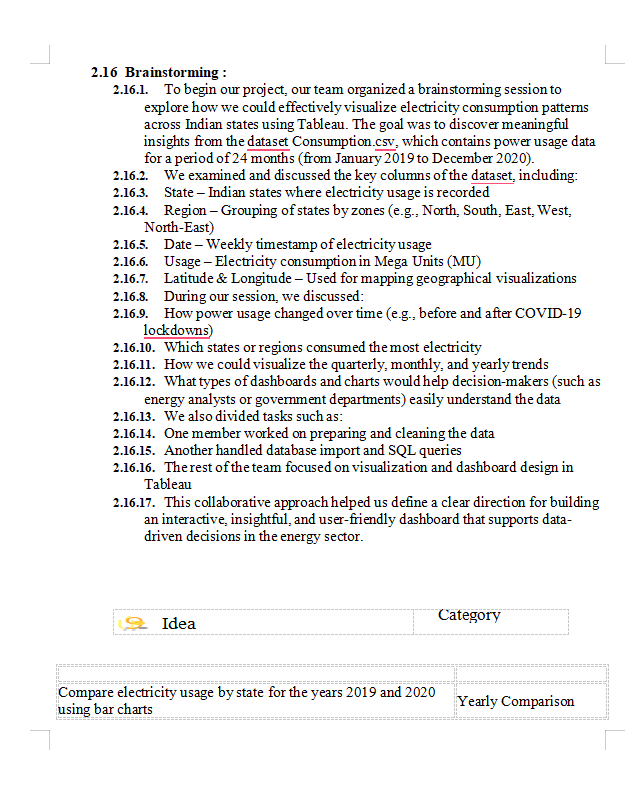 2.16 Brainstorming :
2.16.1. To begin our project, our team organized a brainstorming session to
explore how we could effectively visualize electricity consumption patterns
across Indian states using Tableau. The goal was to discover meaningful
insights from the dataset Consumption.csv, which contains power usage data
for a period of 24 months (from January 2019 to December 2020).
2.16.2. We examined and discussed the key columns of the dataset, including:
2.16.3. State – Indian states where electricity usage is recorded
2.16.4. Region – Grouping of states by zones (e.g., North, South, East, West,
North-East)
2.16.5. Date – Weekly timestamp of electricity usage
2.16.6. Usage – Electricity consumption in Mega Units (MU)
2.16.7. Latitude & Longitude – Used for mapping geographical visualizations
2.16.8. During our session, we discussed:
2.16.9. How power usage changed over time (e.g., before and after COVID-19
lockdowns)
2.16.10. Which states or regions consumed the most electricity
2.16.11. How we could visualize the quarterly, monthly, and yearly trends
2.16.12. What types of dashboards and charts would help decision-makers (such as
energy analysts or government departments) easily understand the data
2.16.13. We also divided tasks such as:
2.16.14. One member worked on preparing and cleaning the data
2.16.15. Another handled database import and SQL queries
2.16.16. The rest of the team focused on visualization and dashboard design in
Tableau
2.16.17. This collaborative approach helped us define a clear direction for building
an interactive, insightful, and user-friendly dashboard that supports data-
driven decisions in the energy sector.
Idea
Category
Compare electricity usage by state for the years 2019 and 2020
using bar charts
Yearly Comparison